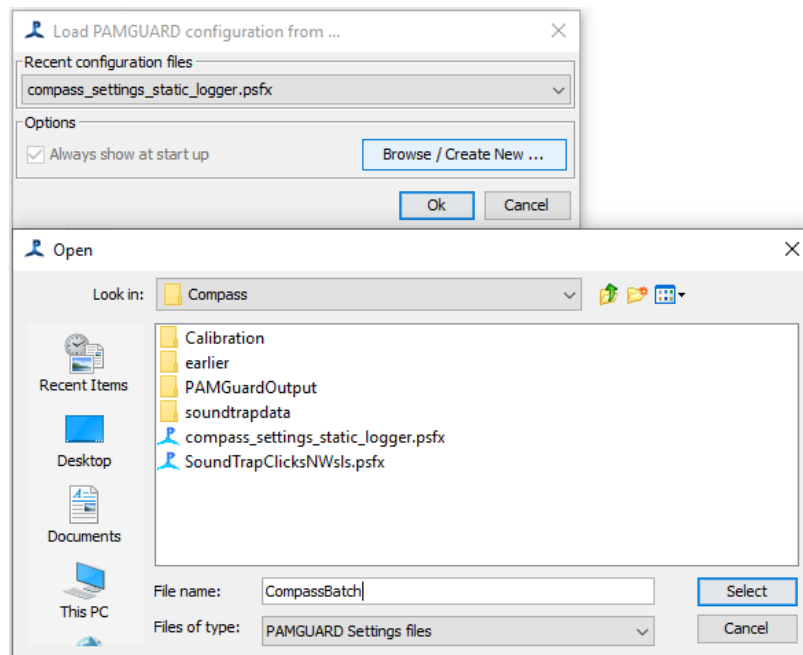 Load PAMGUARD configuration from ...
Recent configuration files
compass_settings_static_logger.psfx
Options
Always show at start up
Browse / Create New ...
Ok
Cancel
Open
Look in:
Compass
Recent Items
Desktop
Documents
This PC
Calibration
earlier
PAMGuardOutput
soundtrapdata
compass_settings_static_logger.psfx
SoundTrapClicksNWsls.psfx
File name:
CompassBatch
Select
Files of type:
PAMGUARD Settings files
Cancel